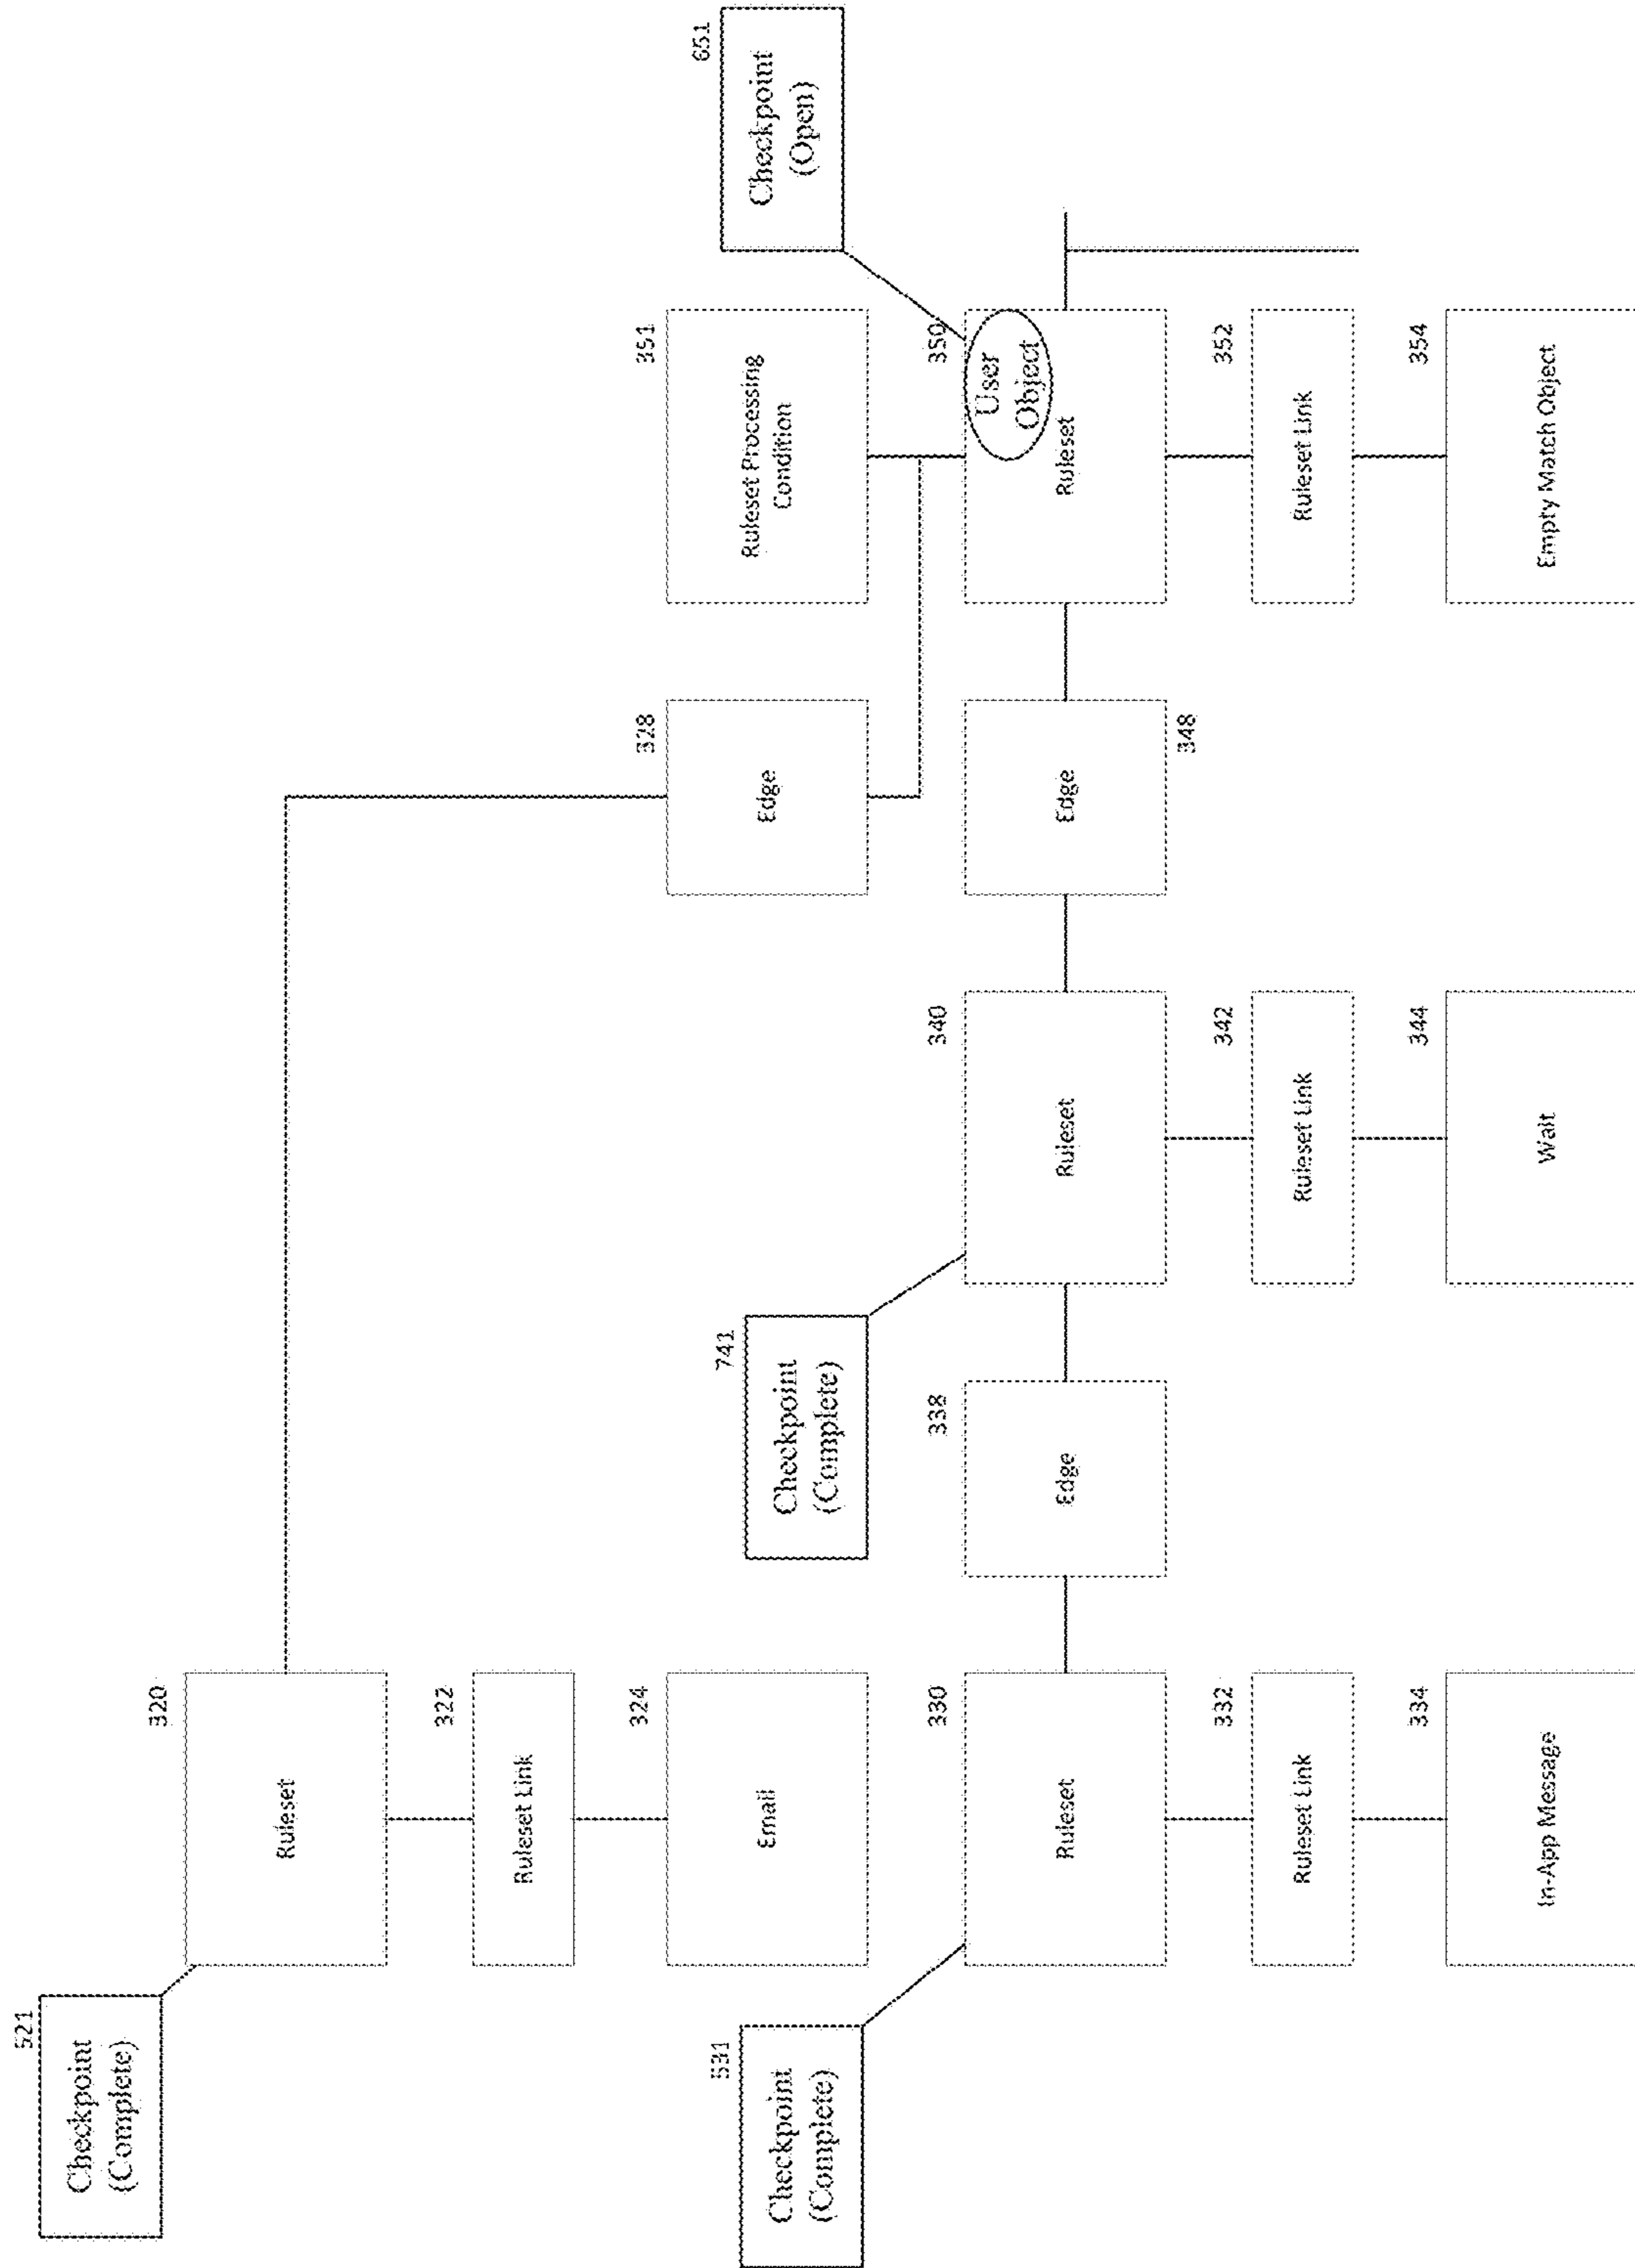 521
Checkpoint
(Complete)
320
Ruleset
322
Ruleset Link
324
Email
328
Edge
351
Ruleset Processing
Condition
651
Checkpoint
(Open)
531
Checkpoint
(Complete)
741
Checkpoint
(Complete)
330
Ruleset
338
Edge
340
Ruleset
Edge
348
350
User
Object
Ruleset
332
Ruleset Link
342
Ruleset Link
352
Ruleset Link
334
In-App Message
344
Wait
354
Empty Match Object